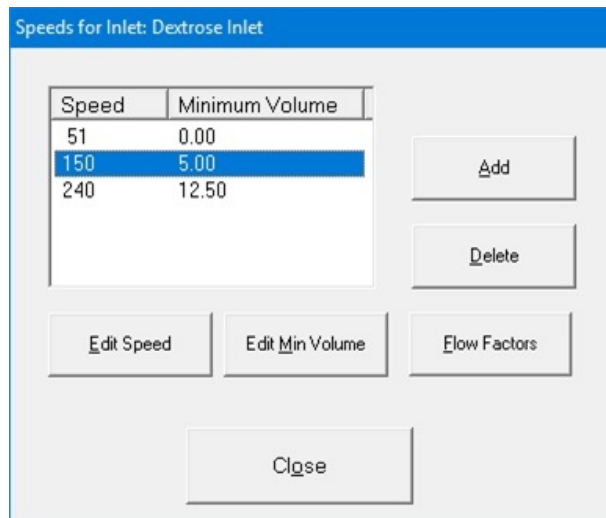 Speeds for Inlet: Dextrose Inlet
Speed Minimum Volume
51 0.00
150 5.00
240 12.50
Add
Delete
Edit Speed Edit Min Volume Flow Factors
Close